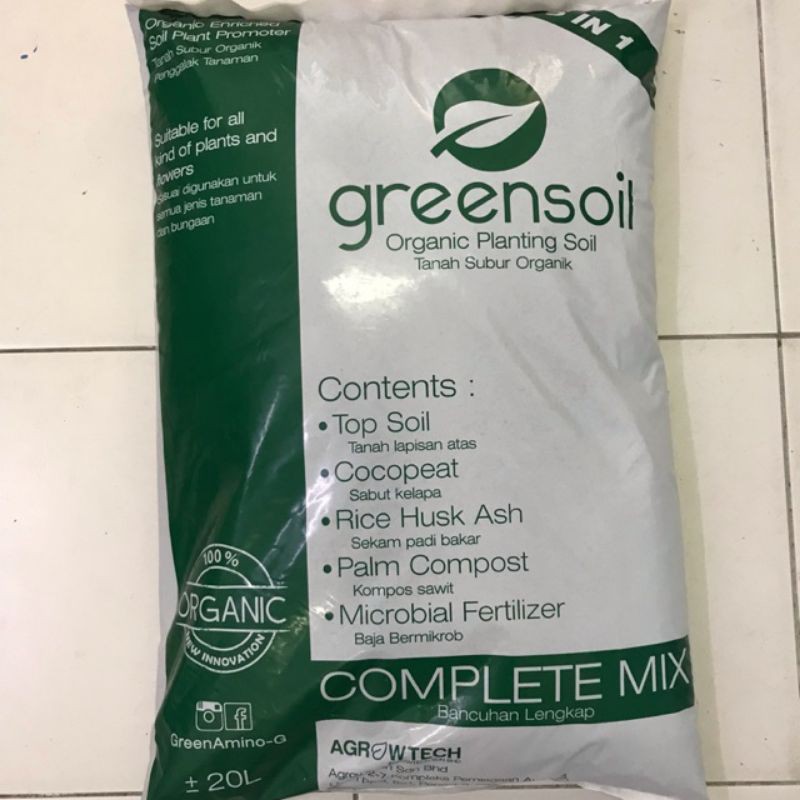 Organic Enriched
Soil Plant Promoter
Tanah Subur Organik
Penggalak Tanaman
IN 1
Suitable for all
kind of plants and
flowers
Sesuai digunakan untuk
semua jenis tanaman
dan bungaan
greensoil
Organic Planting Soil
Tanah Subur Organik
Contents :
• Top Soil
Tanah lapisan atas
• Cocopeat
Sabut kelapa
• Rice Husk Ash
Sekam padi bakar
• Palm Compost
Kompos sawit
• Microbial Fertilizer
Baja Bermikrob
100 %
ORGANIC
NEW INNOVATION
COMPLETE MIX
Bancuhan Lengkap
GreenAmino-G
± 20L
AGROWTECH
Sdn Bhd